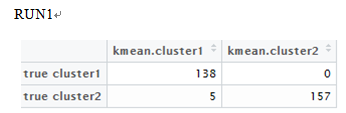 RUN1↵
kmean.cluster1 kmean.cluster2
true cluster1 138 0
true cluster2 5 157